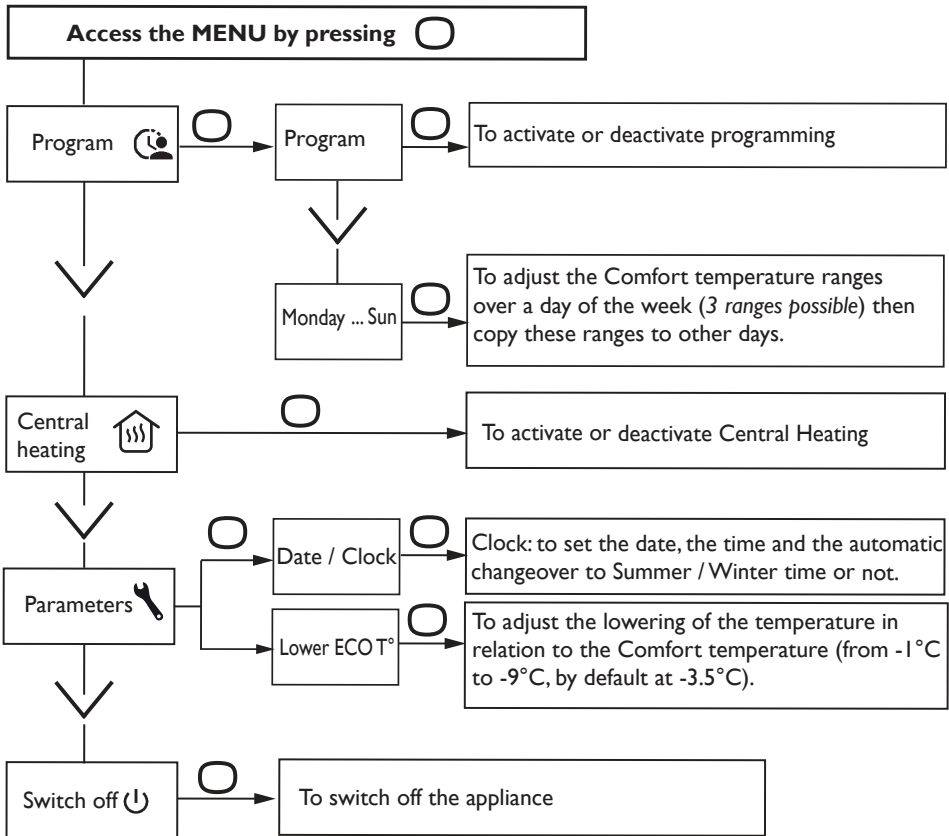 Access the MENU by pressing
Program
Program
To activate or deactivate programming
Monday ... Sun
To adjust the Comfort temperature ranges
over a day of the week (3 ranges possible) then
copy these ranges to other days.
Central
heating
To activate or deactivate Central Heating
Parameters
Date / Clock
Clock: to set the date, the time and the automatic
changeover to Summer / Winter time or not.
Lower ECO T°
To adjust the lowering of the temperature in
relation to the Comfort temperature (from -1°C
to -9°C, by default at -3.5°C).
Switch off
To switch off the appliance